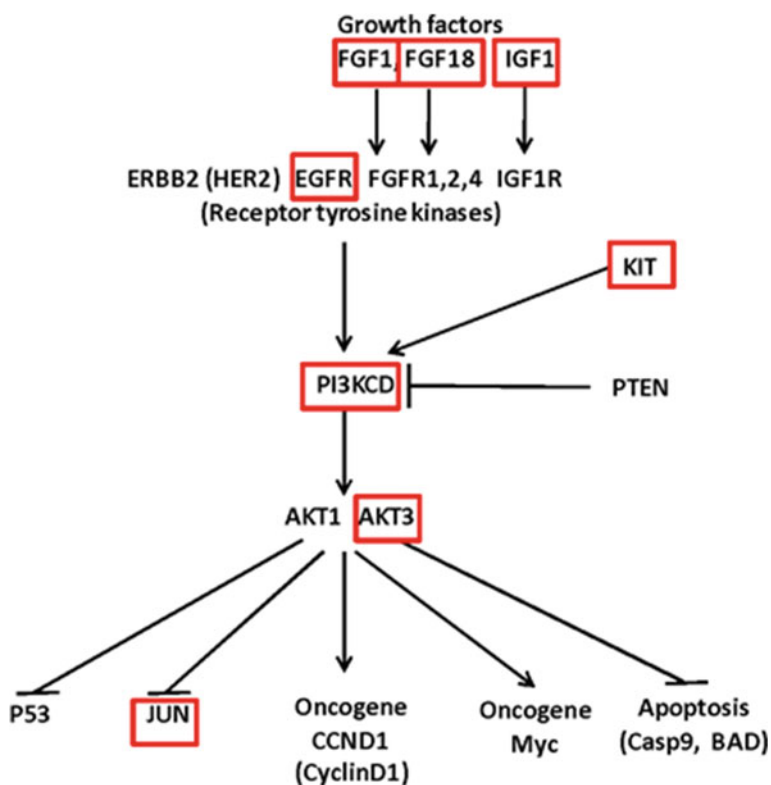 Growth factors
FGF1, FGF18 IGF1
ERBB2 (HER2) EGFR FGFR1,2,4 IGF1R
(Receptor tyrosine kinases)
KIT
PI3KCD
PTEN
AKT1 AKT3
P53
JUN
Oncogene
CCND1
(CyclinD1)
Oncogene
Myc
Apoptosis
(Casp9, BAD)